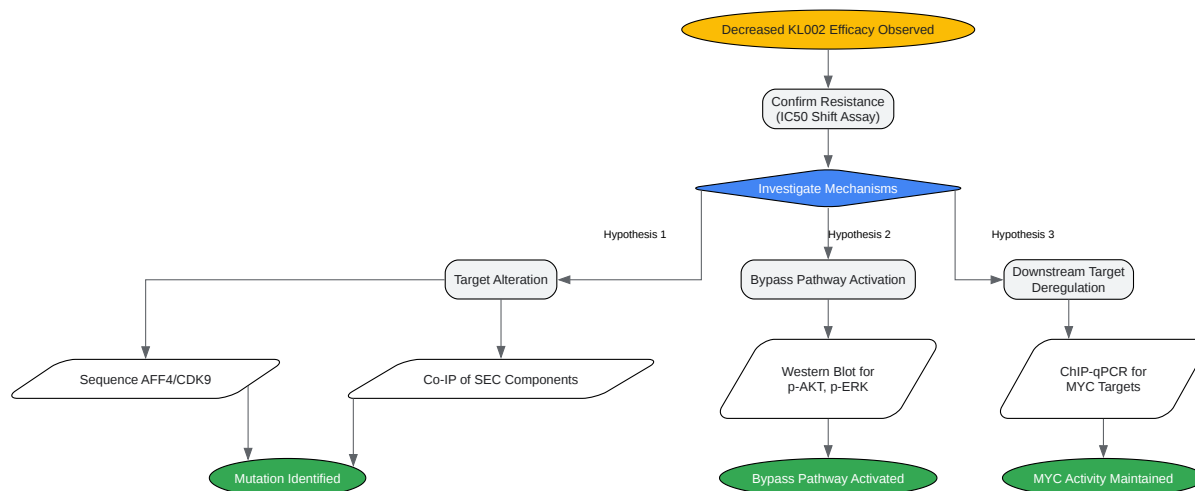 Decreased KL002 Efficacy Observed
Confirm Resistance
(IC50 Shift Assay)
Investigate Mechanisms
Hypothesis 1
Hypothesis 2
Hypothesis 3
Target Alteration
Bypass Pathway Activation
Downstream Target
Deregulation
Sequence AFF4/CDK9
Co-IP of SEC Components
Western Blot for
p-AKT, p-ERK
ChIP-qPCR for
MYC Targets
Mutation Identified
Bypass Pathway Activated
MYC Activity Maintained